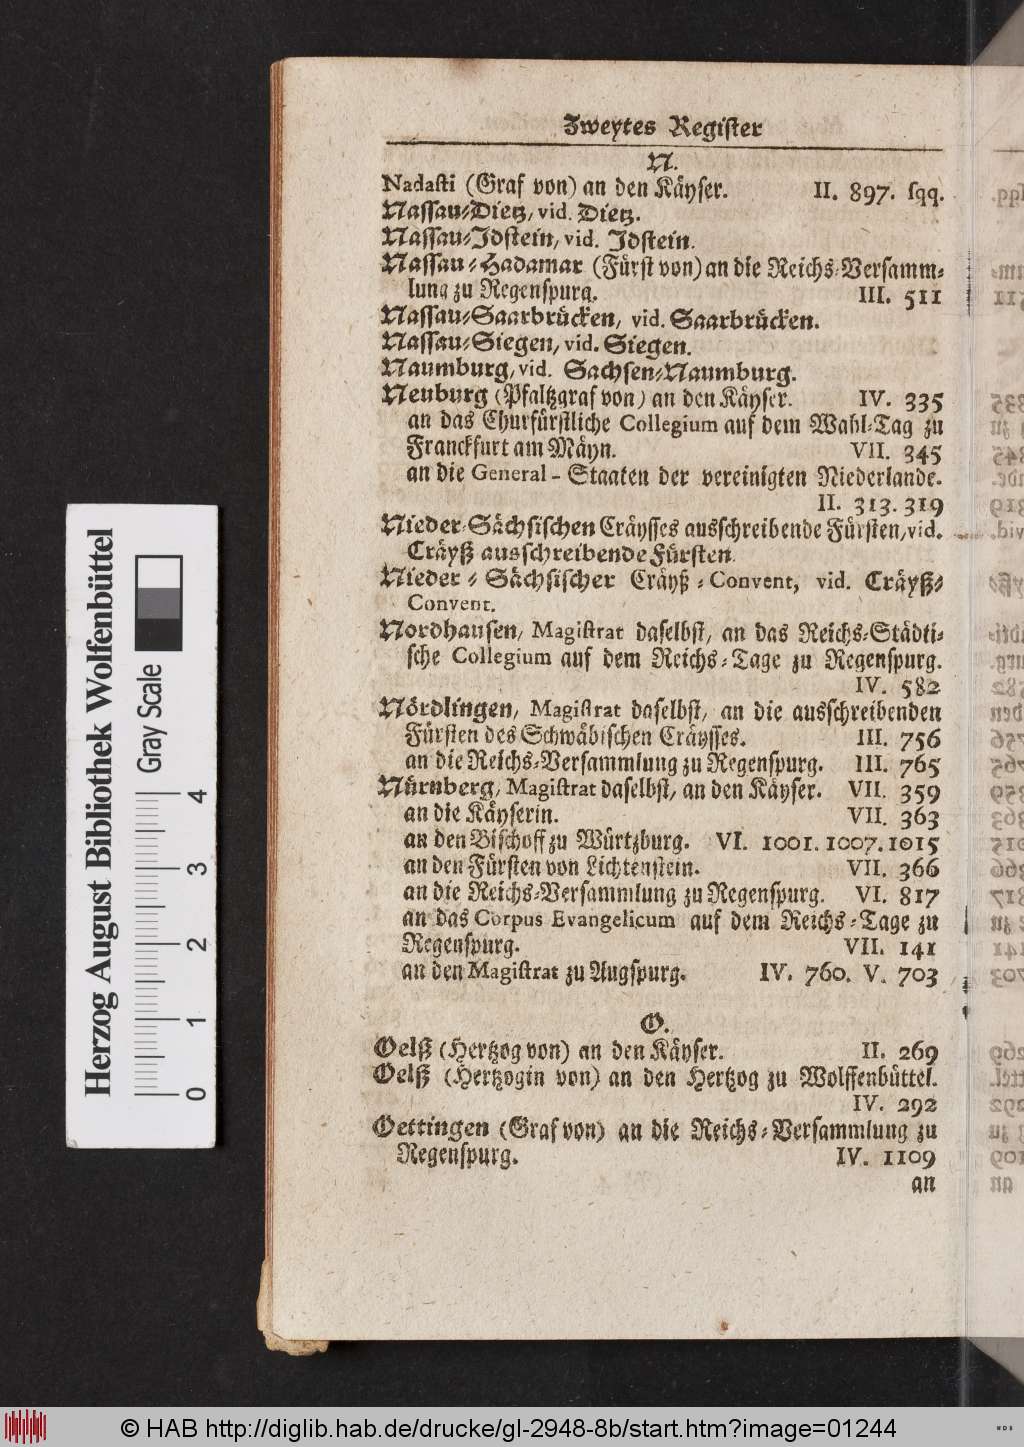 Zweytes Register
N.
Nadasti (Graf von) an den Käyser. II. 897. sqq.
Nassau-Dietz, vid. Dietz.
Nassau-Idstein, vid. Idstein.
Nassau-Hadamar (Fürst von) an die Reichs-Versamm-
lung zu Regenspurg. III. 511
Nassau-Saarbrücken, vid. Saarbrücken.
Nassau-Siegen, vid. Siegen.
Naumburg, vid. Sachsen-Naumburg.
Neuburg (Pfaltzgraf von) an den Käyser. IV. 335
an das Churfürstliche Collegium auf dem Wahl-Tag zu
Franckfurt am Mäyn. VII. 345
an die General-Staaten der vereinigten Niederlande.
II. 313. 319
Nieder-Sächsischen Cräysses ausschreibende Fürsten, vid.
Cräyß ausschreibende Fürsten.
Nieder-Sächsischer Cräyß-Convent, vid. Cräyß-
Convent.
Nordhausen, Magistrat daselbst, an das Reichs-Städti-
sche Collegium auf dem Reichs-Tage zu Regenspurg.
IV. 582
Nördlingen, Magistrat daselbst, an die ausschreibenden
Fürsten des Schwäbischen Cräysses. III. 756
an die Reichs-Versammlung zu Regenspurg. III. 765
Nürnberg, Magistrat daselbst, an den Käyser. VII. 359
an die Käyserin. VII. 363
an den Bischoff zu Würtzburg. VI. 1001. 1007. 1015
an den Fürsten von Lichtenstein. VII. 366
an die Reichs-Versammlung zu Regenspurg. VI. 817
an das Corpus Evangelicum auf dem Reichs-Tage zu
Regenspurg. VII. 141
an den Magistrat zu Augspurg. IV. 760. V. 703
O.
Oelß (Hertzog von) an den Käyser. II. 269
Oelß (Hertzogin von) an den Hertzog zu Wolffenbüttel.
IV. 292
Oettingen (Graf von) an die Reichs-Versammlung zu
Regenspurg. IV. 1109
an
Herzog August Bibliothek Wolfenbüttel
Gray Scale
0 1 2 3 4
© HAB http://diglib.hab.de/drucke/gl-2948-8b/start.htm?image=01244